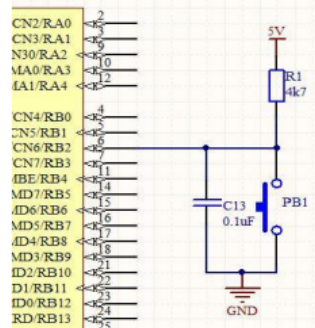 CN2/RA0 2
CN3/RA1 3
N30/RA2 9
MA0/RA3 10
MA1/RA4 12
CN4/RB0 4
CN5/RB1 5
CN6/RB2 6
CN7/RB3 7
MBE/RB4 11
MD7/RB5 14
MD6/RB6 15
MD5/RB7 16
MD4/RB8 17
MD3/RB9 18
MD2/RB10 21
D1/RB11 22
MD0/RB12 23
RD/RB13 24
25
5V
R1
4k7
C13
0.1uF
PB1
GND